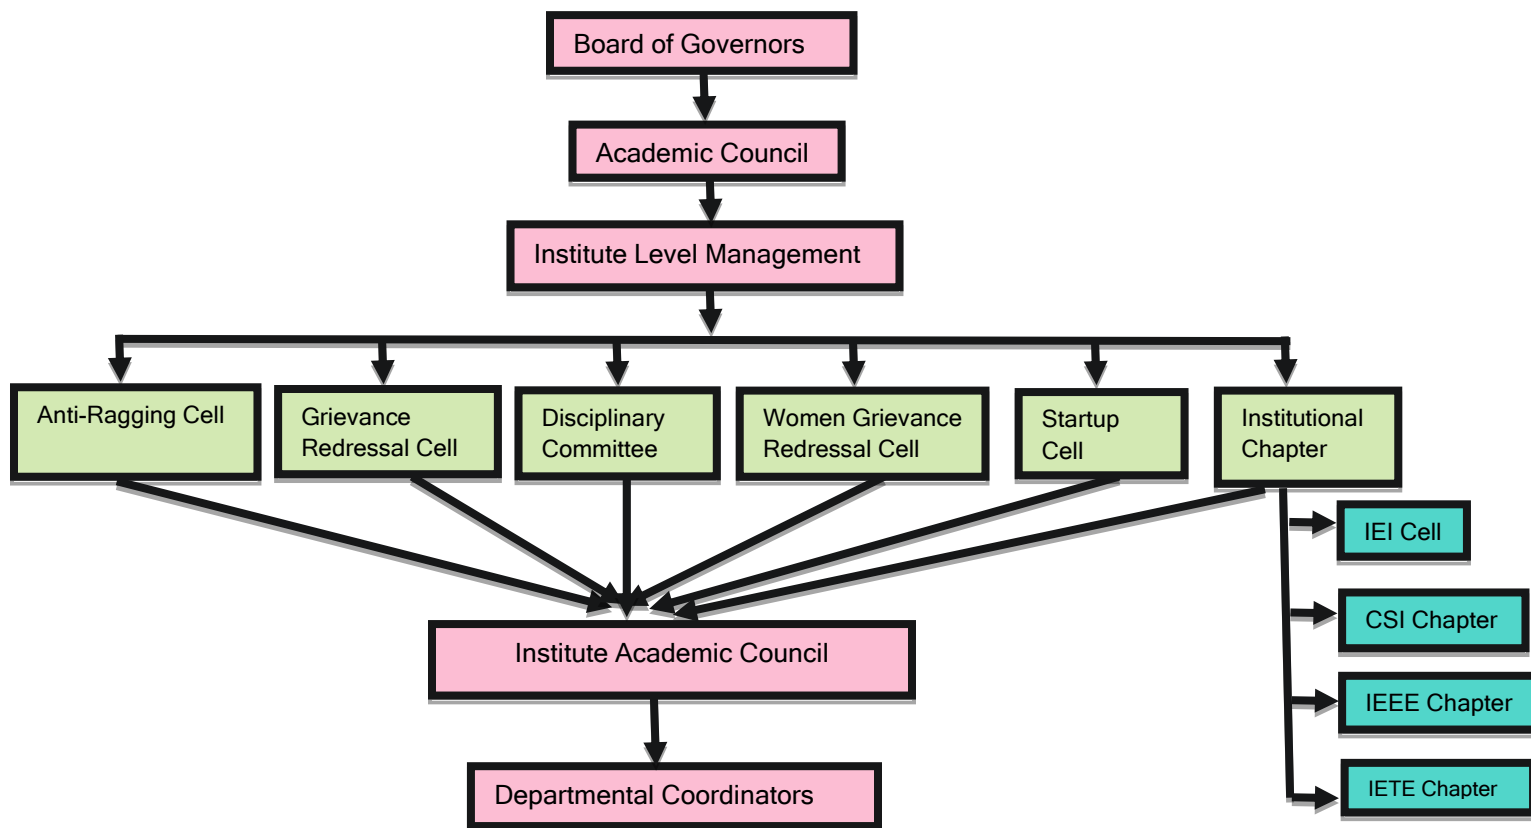 Board of Governors
Academic Council
Institute Level Management
Anti-Ragging Cell
Grievance
Redressal Cell
Disciplinary
Committee
Women Grievance
Redressal Cell
Startup
Cell
Institutional
Chapter
IEI Cell
CSI Chapter
IEEE Chapter
IETE Chapter
Institute Academic Council
Departmental Coordinators